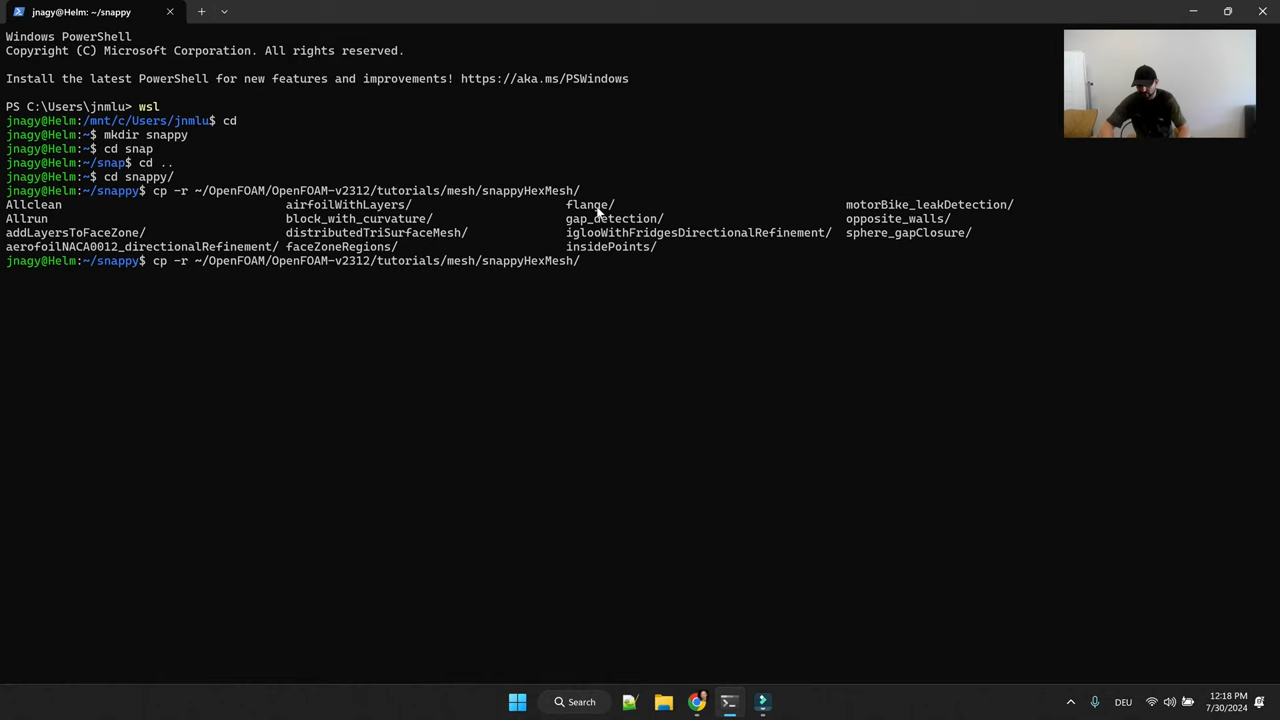 jnagy@Helm: ~/snappy
Windows PowerShell
Copyright (C) Microsoft Corporation. All rights reserved.
Install the latest PowerShell for new features and improvements! https://aka.ms/PSWindows
PS C:\Users\jnmlu> wsl
jnagy@Helm:/mnt/c/Users/jnmlu$ cd
jnagy@Helm:~$ mkdir snappy
jnagy@Helm:~$ cd snap
jnagy@Helm:~/snap$ cd ..
jnagy@Helm:~$ cd snappy/
jnagy@Helm:~/snappy$ cp -r ~/OpenFOAM/OpenFOAM-v2312/tutorials/mesh/snappyHexMesh/
Allclean airfoilWithLayers/ flange/ motorBike_leakDetection/
Allrun block_with_curvature/ gap_detection/ opposite_walls/
addLayersToFaceZone/ distributedTriSurfaceMesh/ iglooWithFridgesDirectionalRefinement/ sphere_gapClosure/
aerofoilNACA0012_directionalRefinement/ faceZoneRegions/ insidePoints/
jnagy@Helm:~/snappy$ cp -r ~/OpenFOAM/OpenFOAM-v2312/tutorials/mesh/snappyHexMesh/
Search
DEU
12:18 PM
7/30/2024